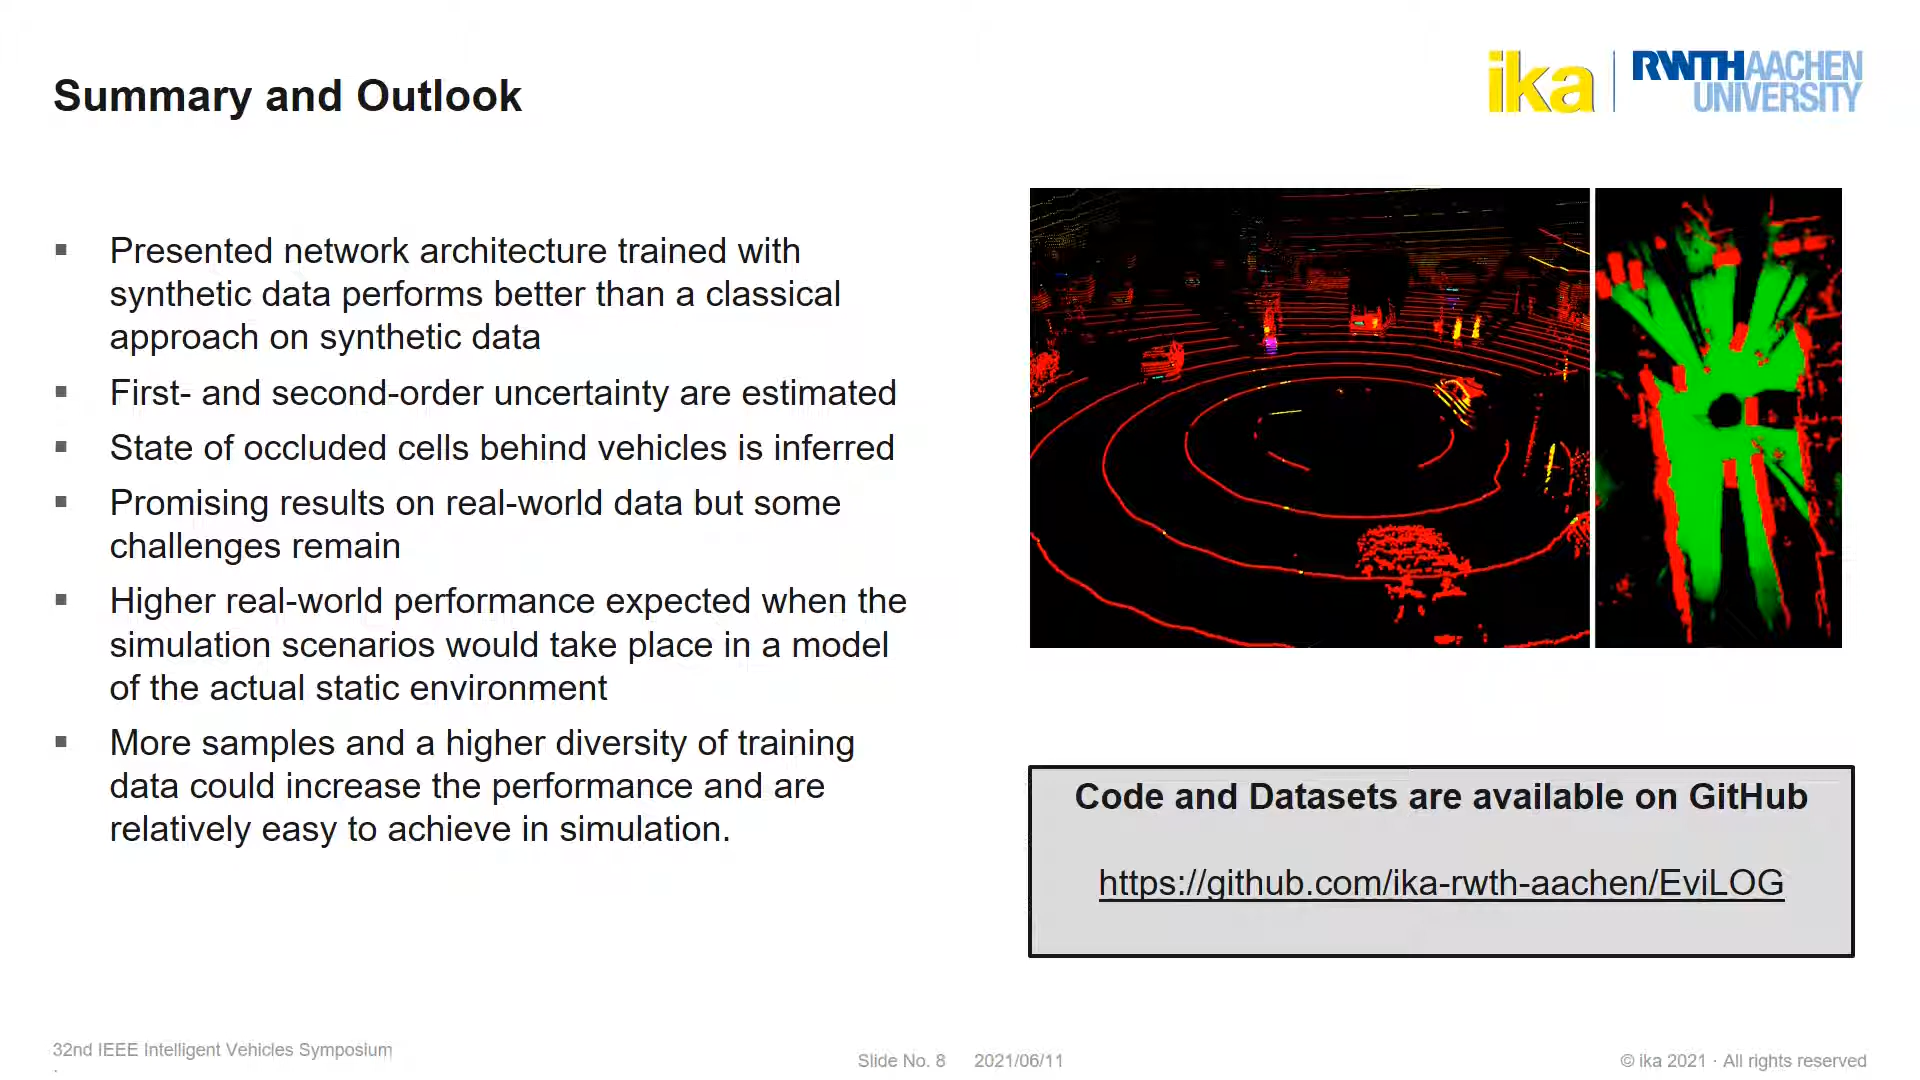 Summary and Outlook
ika
RWTHAACHEN
UNIVERSITY
▪ Presented network architecture trained with
synthetic data performs better than a classical
approach on synthetic data
▪ First- and second-order uncertainty are estimated
▪ State of occluded cells behind vehicles is inferred
▪ Promising results on real-world data but some
challenges remain
▪ Higher real-world performance expected when the
simulation scenarios would take place in a model
of the actual static environment
▪ More samples and a higher diversity of training
data could increase the performance and are
relatively easy to achieve in simulation.
Code and Datasets are available on GitHub
https://github.com/ika-rwth-aachen/EviLOG
32nd IEEE Intelligent Vehicles Symposium
Slide No. 8 2021/06/11
© ika 2021 · All rights reserved